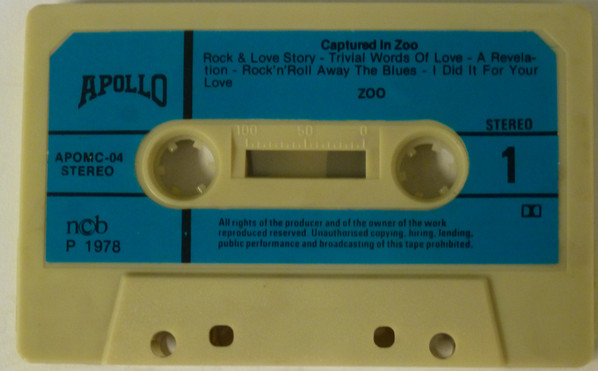 Captured In Zoo
Rock & Love Story - Trivial Words Of Love - A Revela-
tion - Rock'n'Roll Away The Blues - I Did It For Your
Love
ZOO
APOLLO
STEREO
1
100 50 0
APOMC-04
STEREO
ncb
P 1978
All rights of the producer and of the owner of the work
reproduced reserved. Unauthorised copying, hiring, lending,
public performance and broadcasting of this tape prohibited.